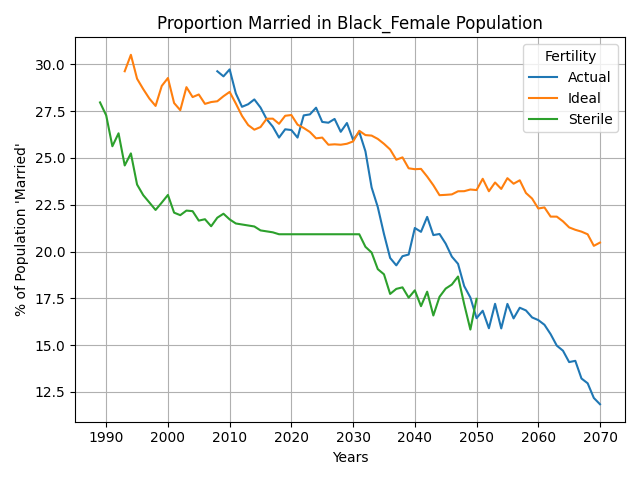 Proportion Married in Black_Female Population
% of Population 'Married'
30.0
27.5
25.0
22.5
20.0
17.5
15.0
12.5
Fertility
Actual
Ideal
Sterile
1990 2000 2010 2020 2030 2040 2050 2060 2070
Years